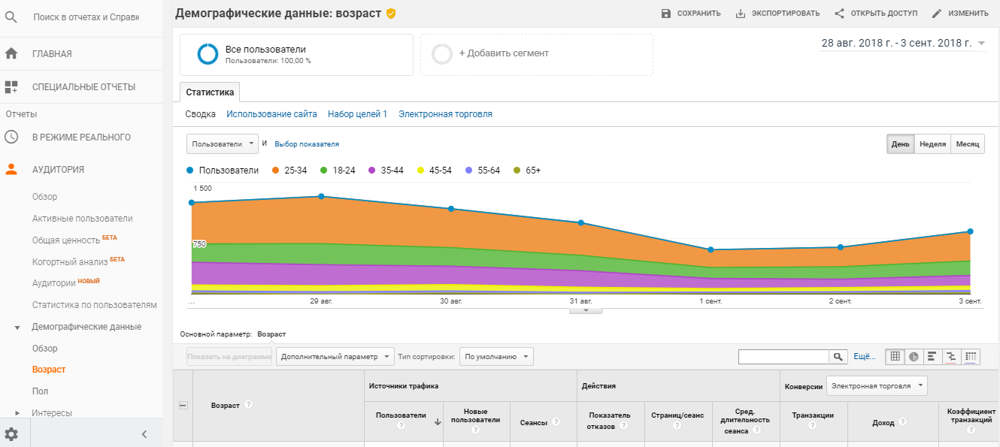 Поиск в отчетах и Справк
ГЛАВНАЯ
СПЕЦИАЛЬНЫЕ ОТЧЕТЫ
Отчеты
В РЕЖИМЕ РЕАЛЬНОГО
АУДИТОРИЯ
Обзор
Активные пользователи
Общая ценность БЕТА
Когортный анализ БЕТА
Аудитории НОВЫЙ
Статистика по пользователям
Демографические данные
Обзор
Возраст
Пол
Интересы
Демографические данные: возраст
СОХРАНИТЬ ЭКСПОРТИРОВАТЬ ОТКРЫТЬ ДОСТУП ИЗМЕНИТЬ
Все пользователи
Пользователи: 100,00 %
+ Добавить сегмент
28 авг. 2018 г. - 3 сент. 2018 г.
Статистика
Сводка Использование сайта Набор целей 1 Электронная торговля
Пользователи и Выбор показателя
День Неделя Месяц
Пользователи 25-34 18-24 35-44 45-54 55-64 65+
1 500
750
... 29 авг. 30 авг. 31 авг. 1 сент. 2 сент. 3 сент.
Основной параметр: Возраст
Показать на диаграмме Дополнительный параметр Тип сортировки: По умолчанию Ещё...
Возраст ?
Источники трафика
Действия
Конверсии Электронная торговля
Пользователи ?
Новые пользователи ?
Сеансы ?
Показатель отказов ?
Страниц/сеанс ?
Сред. длительность сеанса ?
Транзакции ?
Доход ?
Коэффициент транзакций ?